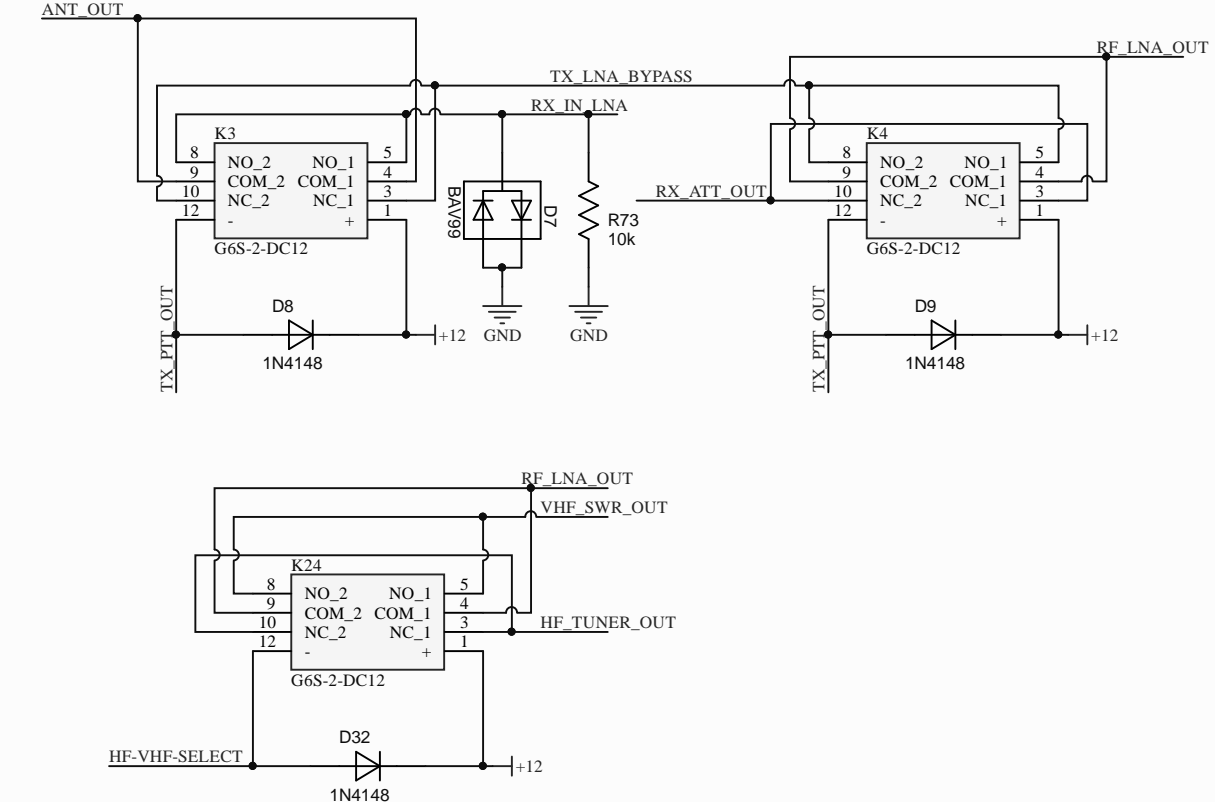 ANT_OUT
RF_LNA_OUT
TX_LNA_BYPASS
RX_IN_LNA
K3
8 NO_2 NO_1 5
9 COM_2 COM_1 4
10 NC_2 NC_1 3
12 - + 1
G6S-2-DC12
BAV99
D7
R73
10k
RX_ATT_OUT
K4
8 NO_2 NO_1 5
9 COM_2 COM_1 4
10 NC_2 NC_1 3
12 - + 1
G6S-2-DC12
TX_PTT_OUT
D8
1N4148
+12
GND
GND
TX_PTT_OUT
D9
1N4148
+12
RF_LNA_OUT
VHF_SWR_OUT
K24
8 NO_2 NO_1 5
9 COM_2 COM_1 4
10 NC_2 NC_1 3
12 - + 1
G6S-2-DC12
HF_TUNER_OUT
HF-VHF-SELECT
D32
1N4148
+12